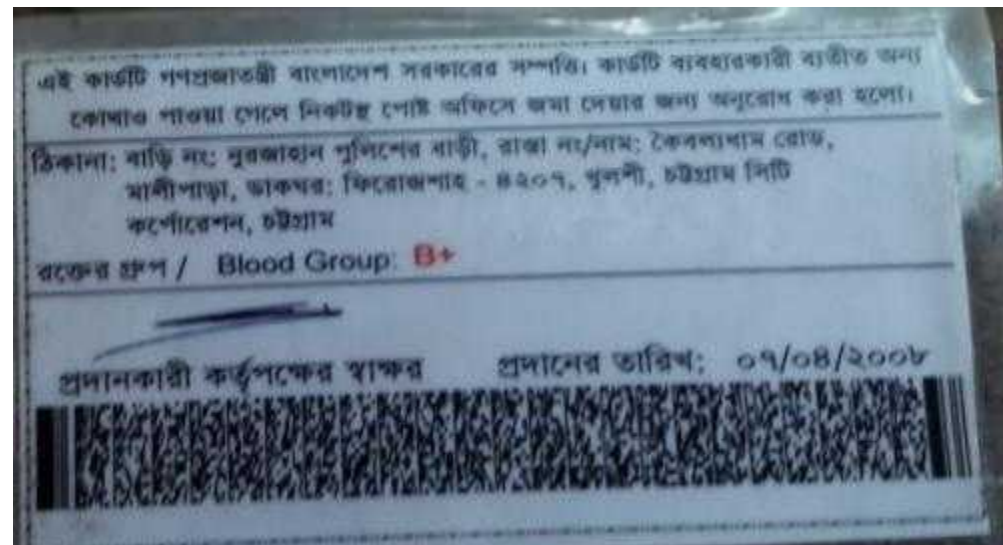 এই কার্ডটি গণপ্রজাতন্ত্রী বাংলাদেশ সরকারের সম্পত্তি। কার্ডটি ব্যবহারকারী ব্যতীত অন্য
কোথাও পাওয়া গেলে নিকটস্থ পোষ্ট অফিসে জমা দেয়ার জন্য অনুরোধ করা হলো।
ঠিকানা: বাড়ি নং: নুরজাহান পুলিশের বাড়ী, রাস্তা নং/নাম: কৈবল্যধাম রোড,
মালীপাড়া, ডাকঘর: ফিরোজশাহ - ৪২০৭, খুলশী, চট্টগ্রাম সিটি
কর্পোরেশন, চট্টগ্রাম
রক্তের গ্রুপ / Blood Group: B+
প্রদানকারী কর্তৃপক্ষের স্বাক্ষর প্রদানের তারিখ: ০৭/০৪/২০০৮